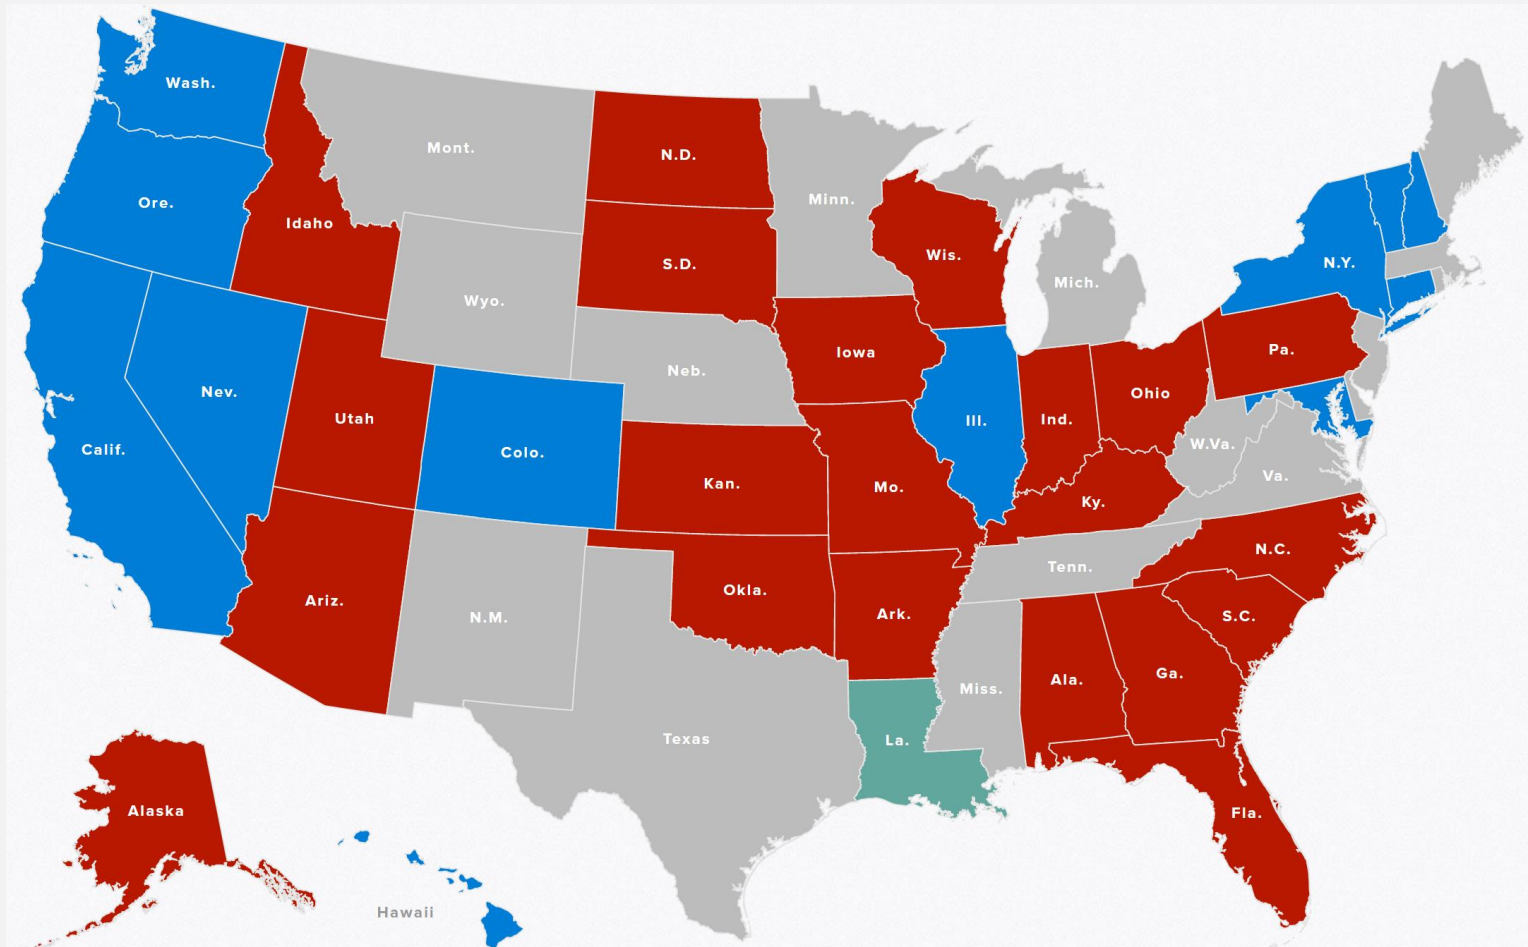 Wash.
Mont.
N.D.
Minn.
Ore.
Idaho
S.D.
Wis.
N.Y.
Mich.
Wyo.
Iowa
Pa.
Neb.
Nev.
Utah
Ill.
Ind.
Ohio
Calif.
Colo.
Kan.
Mo.
W.Va.
Va.
Ky.
N.C.
Ariz.
N.M.
Okla.
Ark.
Tenn.
S.C.
Texas
La.
Miss.
Ala.
Ga.
Fla.
Alaska
Hawaii